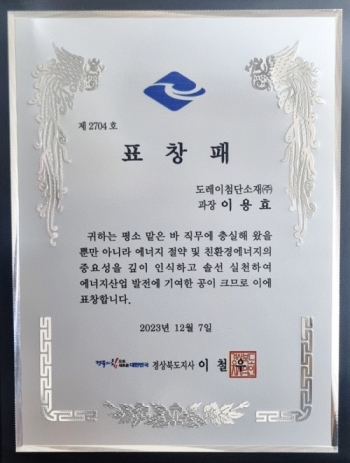 제 2704 호
표 창 패
도레이첨단소재㈜
과장 이 용 효
귀하는 평소 맡은 바 직무에 충실해 왔을
뿐만 아니라 에너지 절약 및 친환경에너지의
중요성을 깊이 인식하고 솔선 실천하여
에너지산업 발전에 기여한 공이 크므로 이에
표창합니다.
2023년 12월 7일
경상북도지사 이 철 우